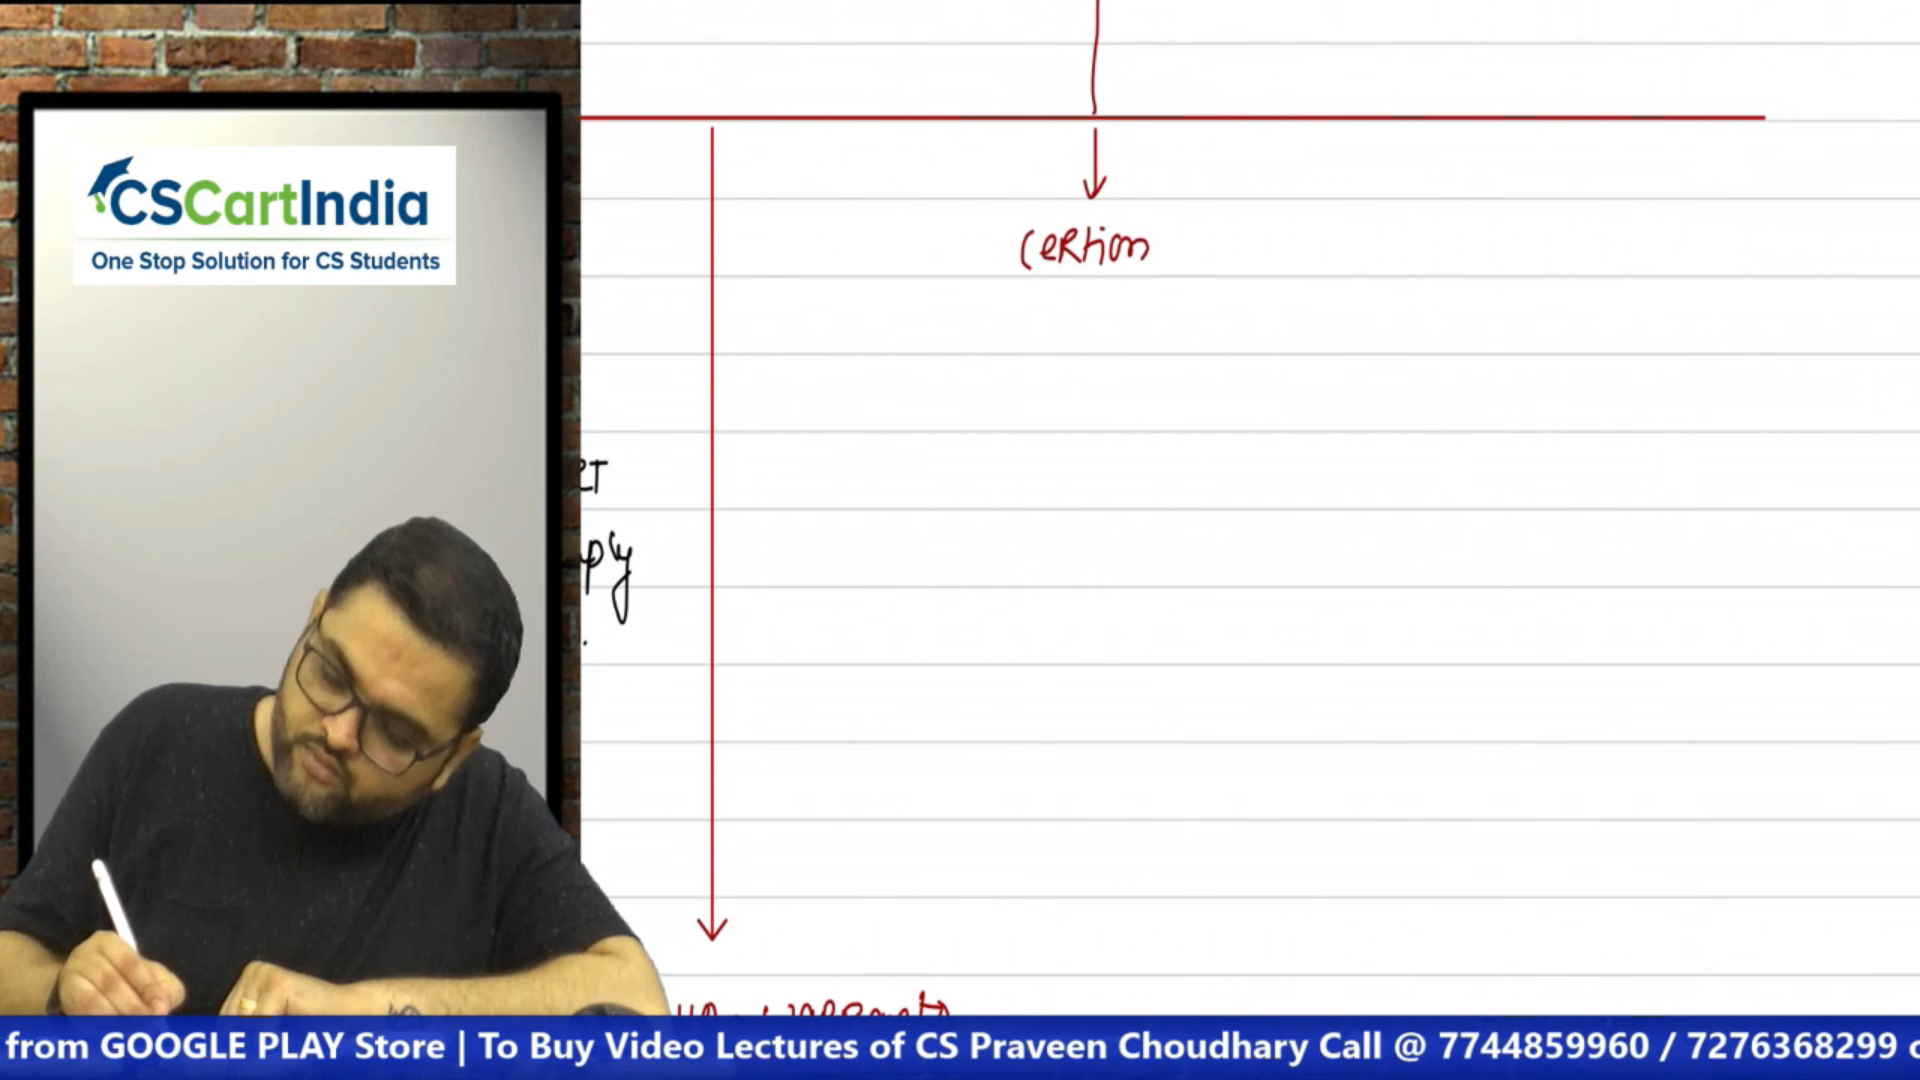 CSCartIndia
One Stop Solution for CS Students
CeRtion
from GOOGLE PLAY Store | To Buy Video Lectures of CS Praveen Choudhary Call @ 7744859960 / 7276368299